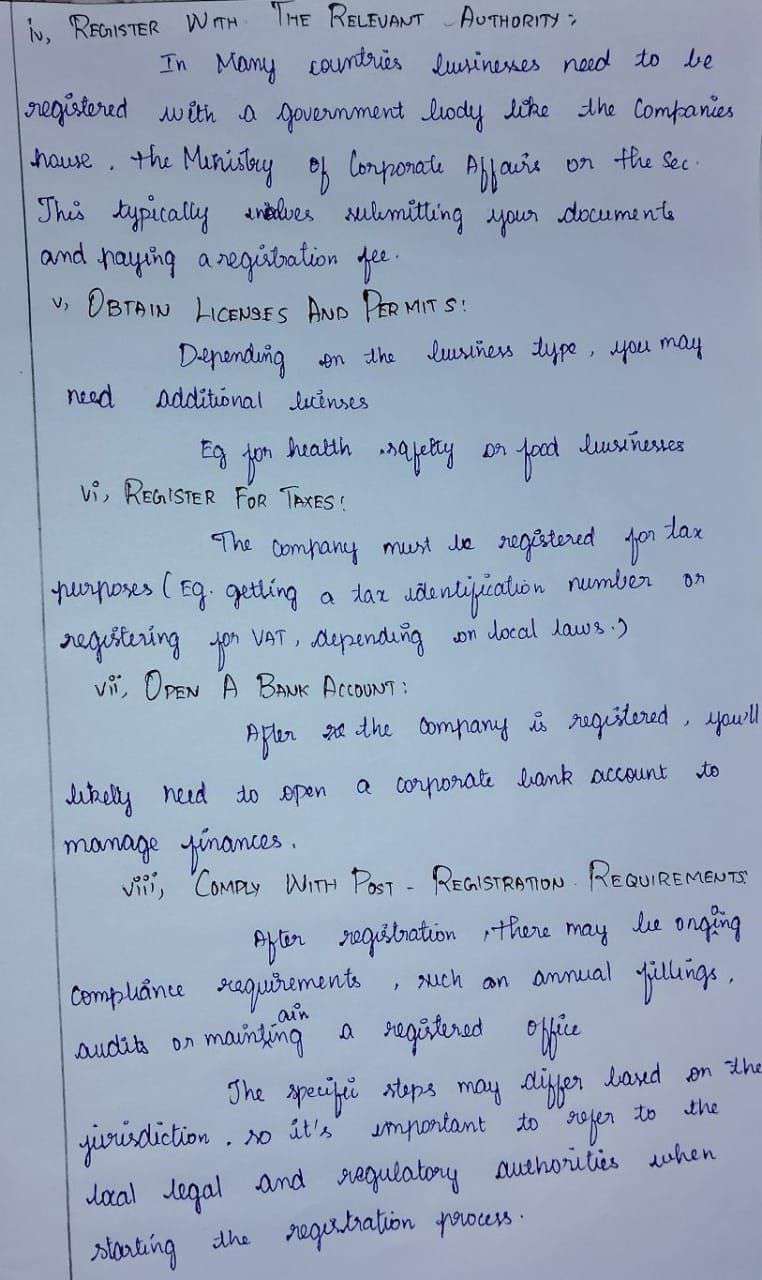 iv, REGISTER WITH THE RELEVANT AUTHORITY:
In Many countries businesses need to be
registered with a government body like the Companies
house, the Ministry of Corporate Affairs or the Sec.
This typically involves submitting your documents
and paying a registration fee.
v, OBTAIN LICENSES AND PERMITS:
Depending on the business type, you may
need additional licenses
Eg for health, safetty or food businesses
vi, REGISTER FOR TAXES:
The company must be registered for tax
purposes (Eg. getting a tax identification number or
registering for VAT, depending on local laws.)
vii, OPEN A BANK ACCOUNT:
After the company is registered, you'll
likely need to open a corporate bank account to
manage finances.
viii, COMPLY WITH POST - REGISTRATION REQUIREMENTS:
After registration, there may be ongoing
compliance requirements, such an annual fillings,
audits or maintaining a registered office
The specific steps may differ based on the
jurisdiction. so it's important to refer to the
local legal and regulatory authorities when
starting the registration process.